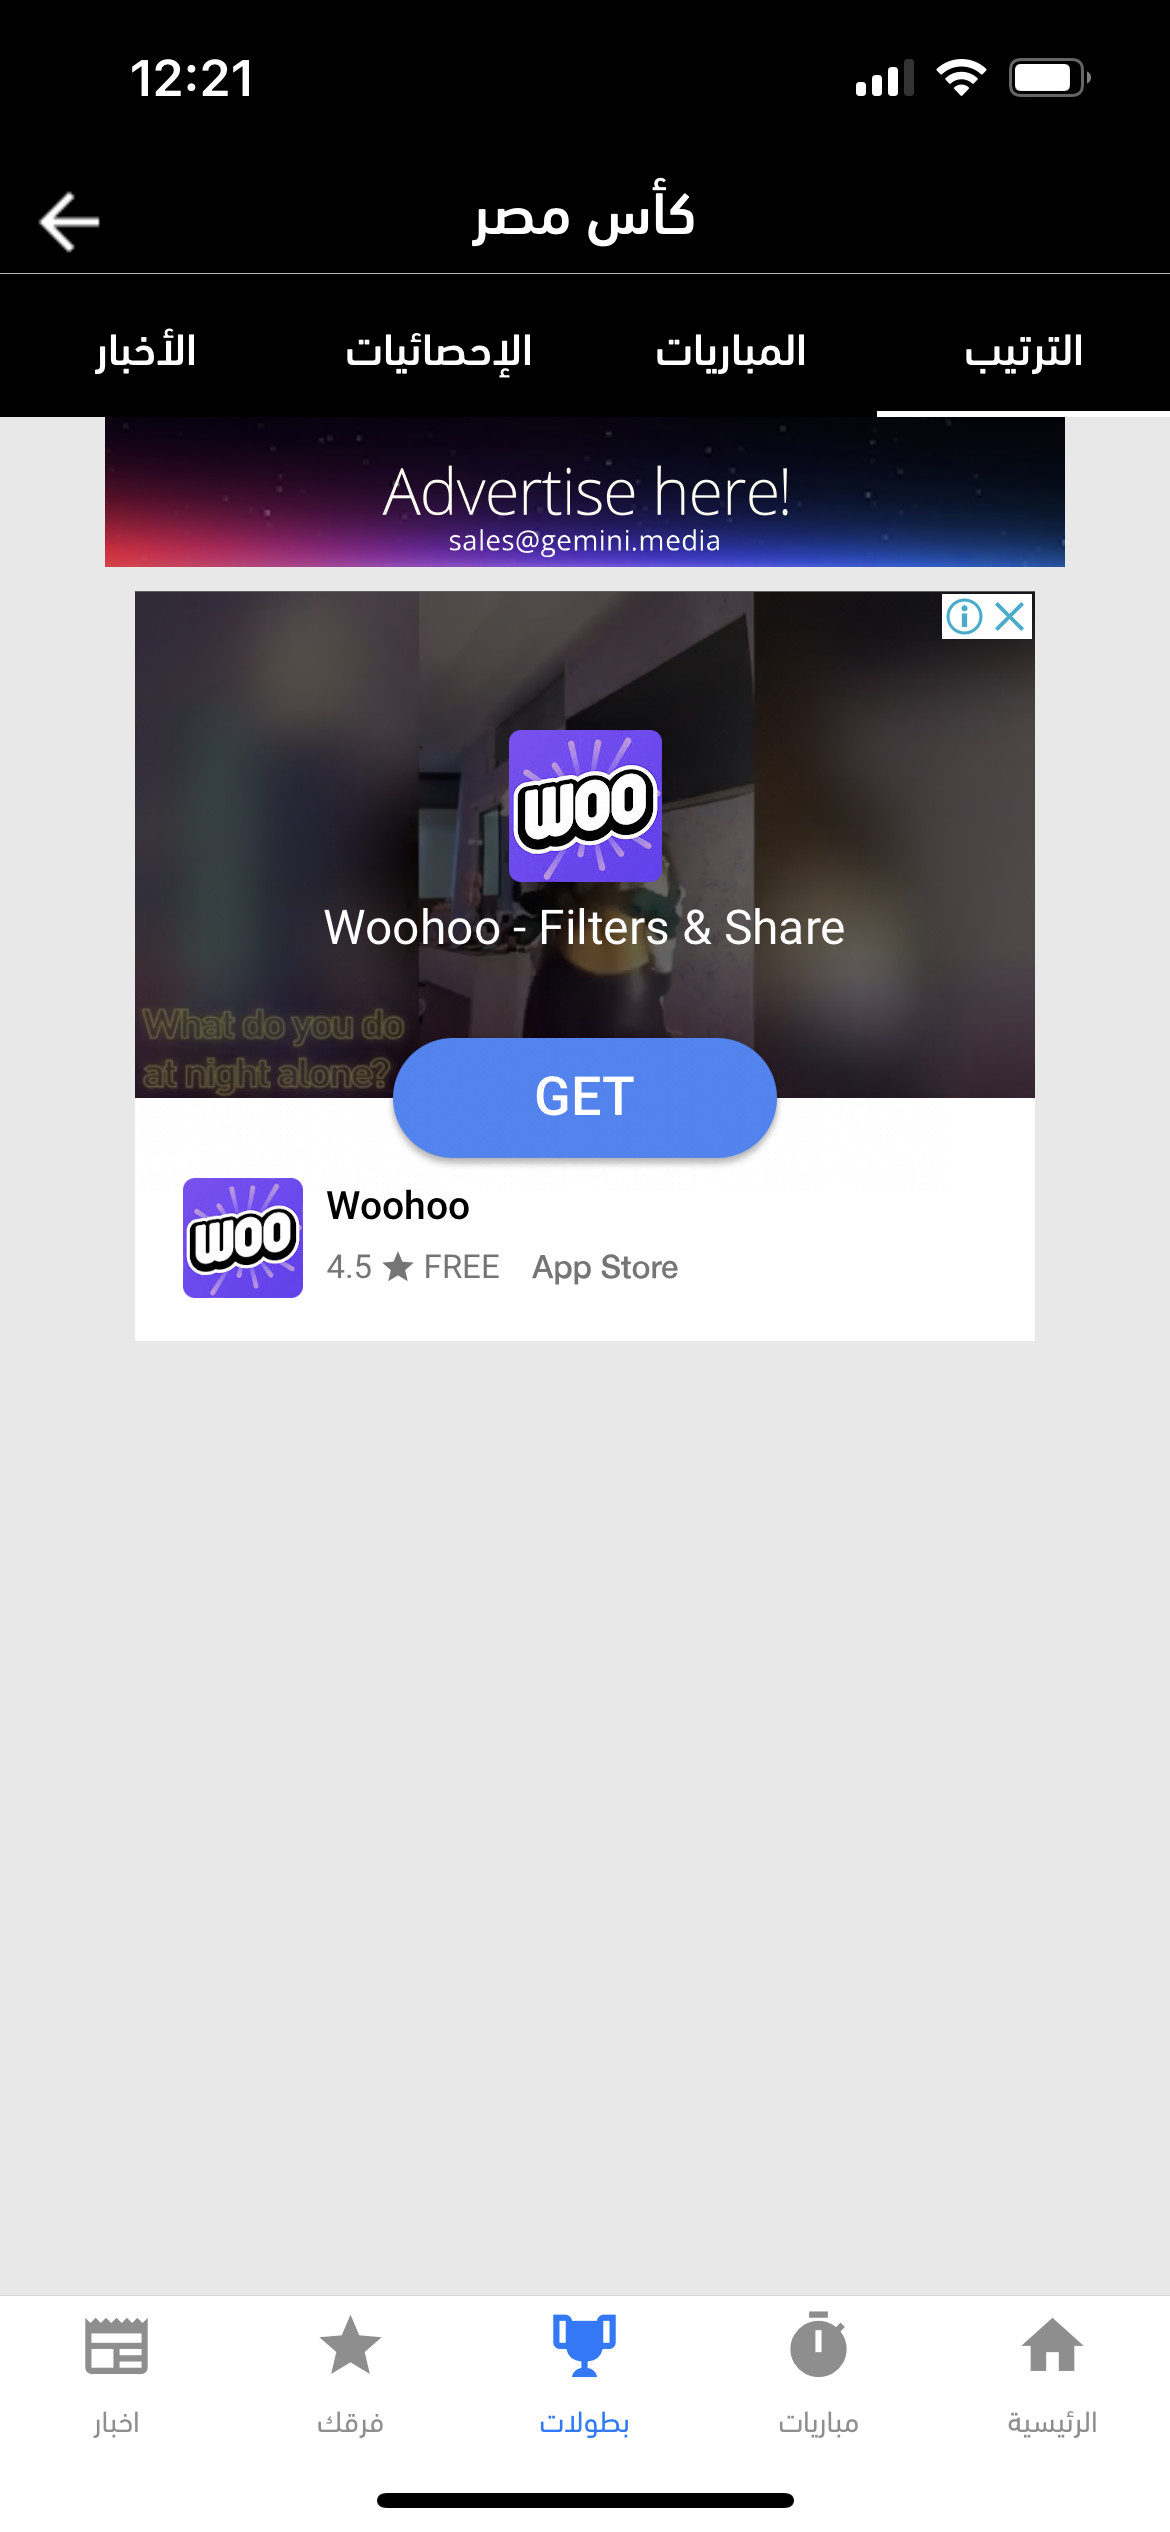 12:21
كأس مصر
الترتيب
المباريات
الإحصائيات
الأخبار
Advertise here!
sales@gemini.media
WOO
Woohoo - Filters & Share
What do you do
at night alone?
GET
WOO
Woohoo
4.5 ★ FREE App Store
الرئيسية
مباريات
بطولات
فرقك
اخبار